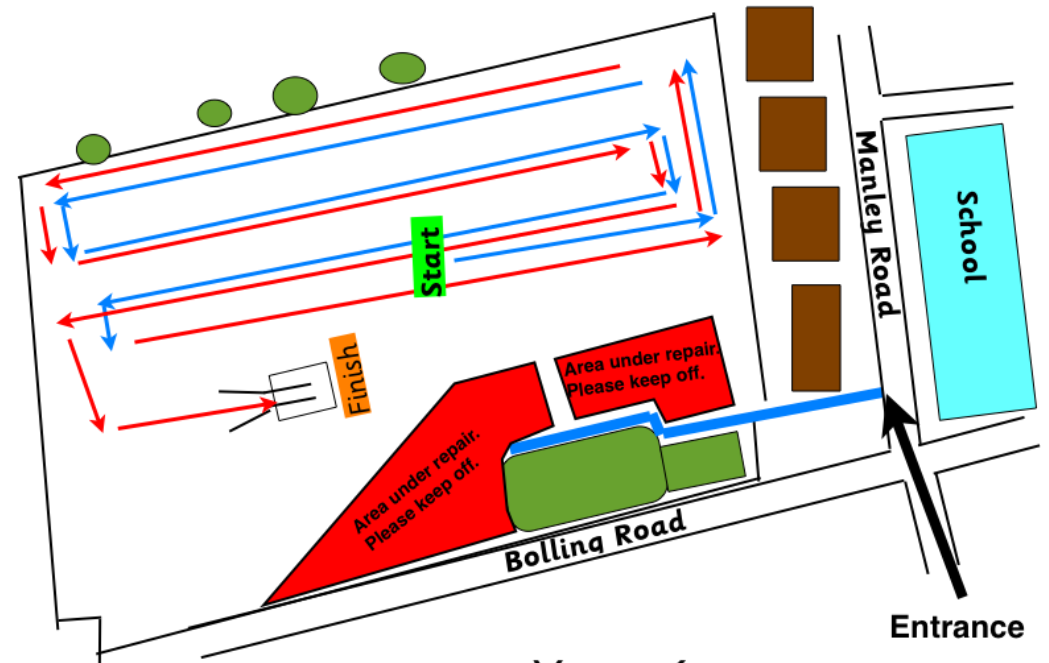 Manley Road
School
Start
Finish
Area under repair.
Please keep off.
Area under repair.
Please keep off.
Bolling Road
Entrance